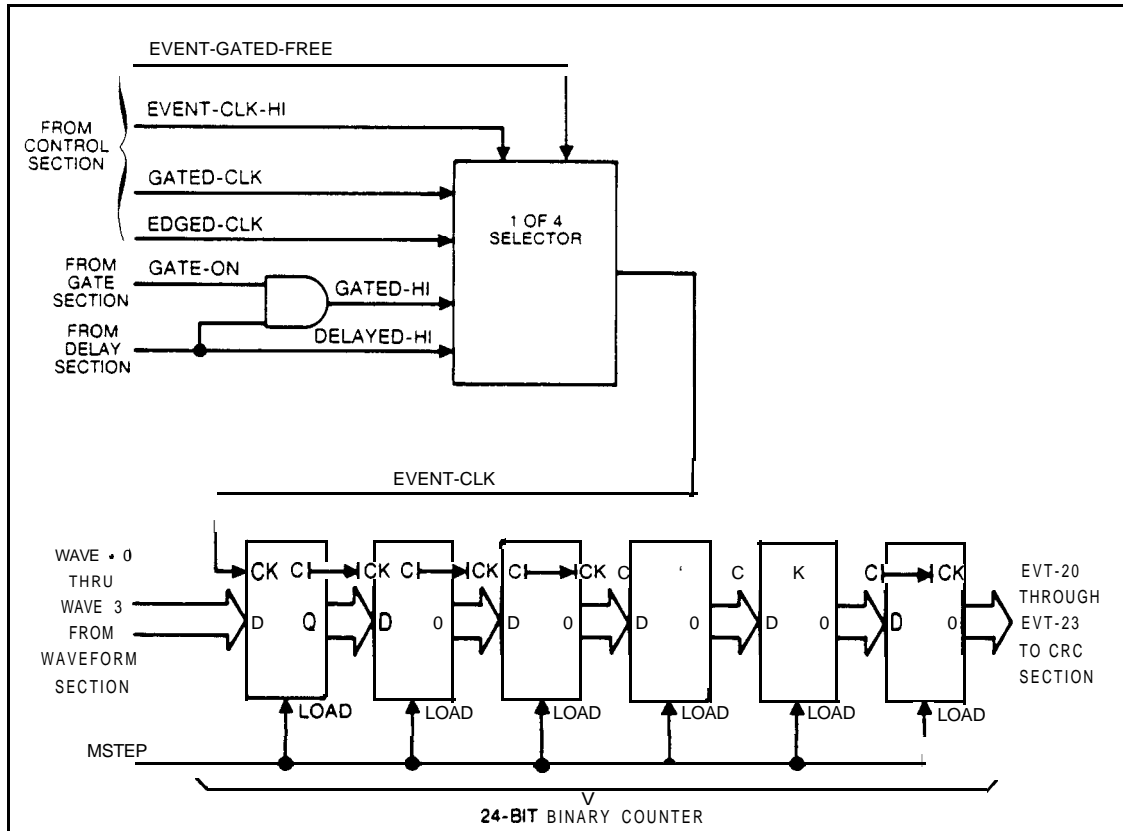 EVENT-GATED-FREE
EVENT-CLK-HI
FROM
CONTROL
SECTION
GATED-CLK
1 OF 4
SELECTOR
EDGED-CLK
FROM
GATE
SECTION
GATE-ON
GATED-HI
FROM
DELAY
SECTION
DELAYED-HI
EVENT-CLK
WAVE • 0
THRU
WAVE 3
FROM
WAVEFORM
SECTION
CK C CK C CK C CK C ' C K C CK
D Q D 0 D 0 D 0 D 0 D 0
EVT-20
THROUGH
EVT-23
TO CRC
SECTION
LOAD LOAD LOAD LOAD LOAD LOAD
MSTEP
24-BIT BINARY COUNTER